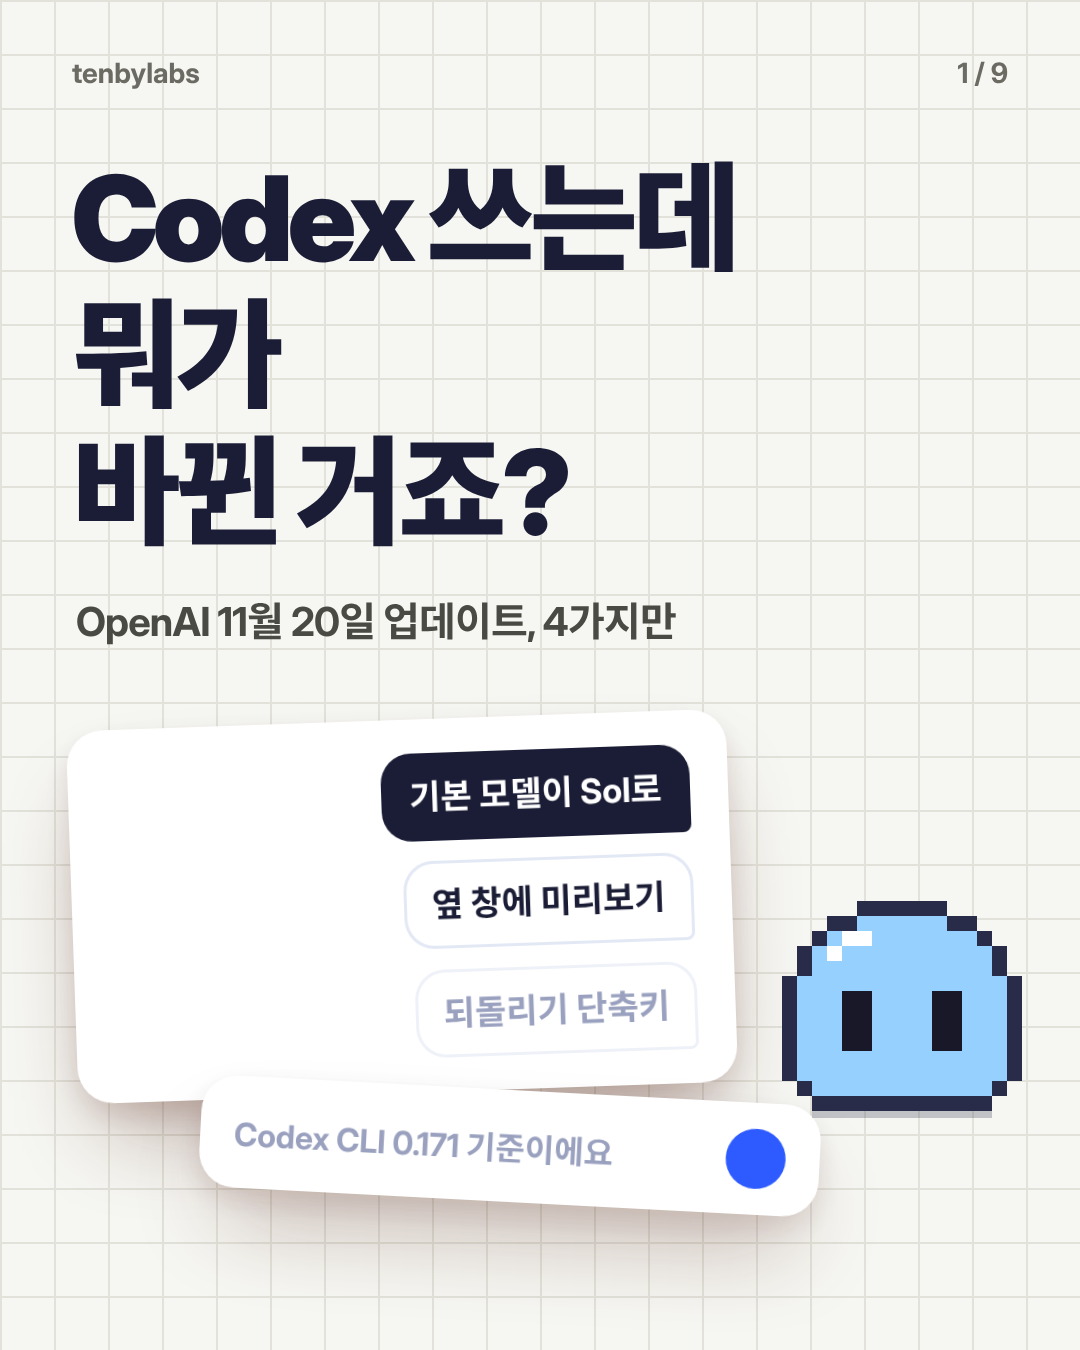 tenbylabs
1 / 9
Codex 쓰는데
뭐가
바뀐 거죠?
OpenAI 11월 20일 업데이트, 4가지만
기본 모델이 Sol로
옆 창에 미리보기
되돌리기 단축키
Codex CLI 0.171 기준이에요